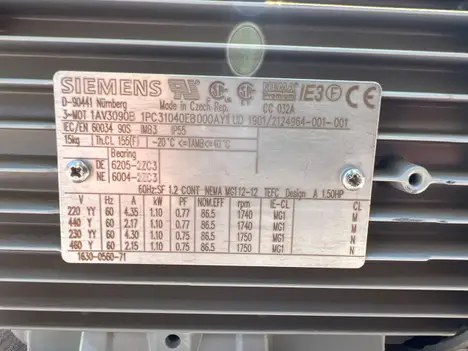 SIEMENS IE3
D-90441 Nürnberg Made in Czech Rep. CC 032A
3~MOT 1AV3090B 1PC31040EB000AY1 UD 1901/2124964-001-001
IEC/EN 60034 90S IMB3 IP55
15kg Th.Cl. 155(F) -20°C <=TAMB<=40°C
Bearing
DE 6205-2ZC3
NE 6004-2ZC3
60Hz:SF 1.2 CONT NEMA MG1 12-12 TEFC Design A 1.50HP
V Hz A kW PF NOM.EFF rpm IE-CL CL
220 YY 60 4.35 1.10 0.77 86.5 1740 MG1 M
440 Y 60 2.17 1.10 0.77 86.5 1740 MG1 M
230 YY 60 4.30 1.10 0.75 86.5 1750 MG1 N
460 Y 60 2.15 1.10 0.75 86.5 1750 MG1 N
1630-0560-71